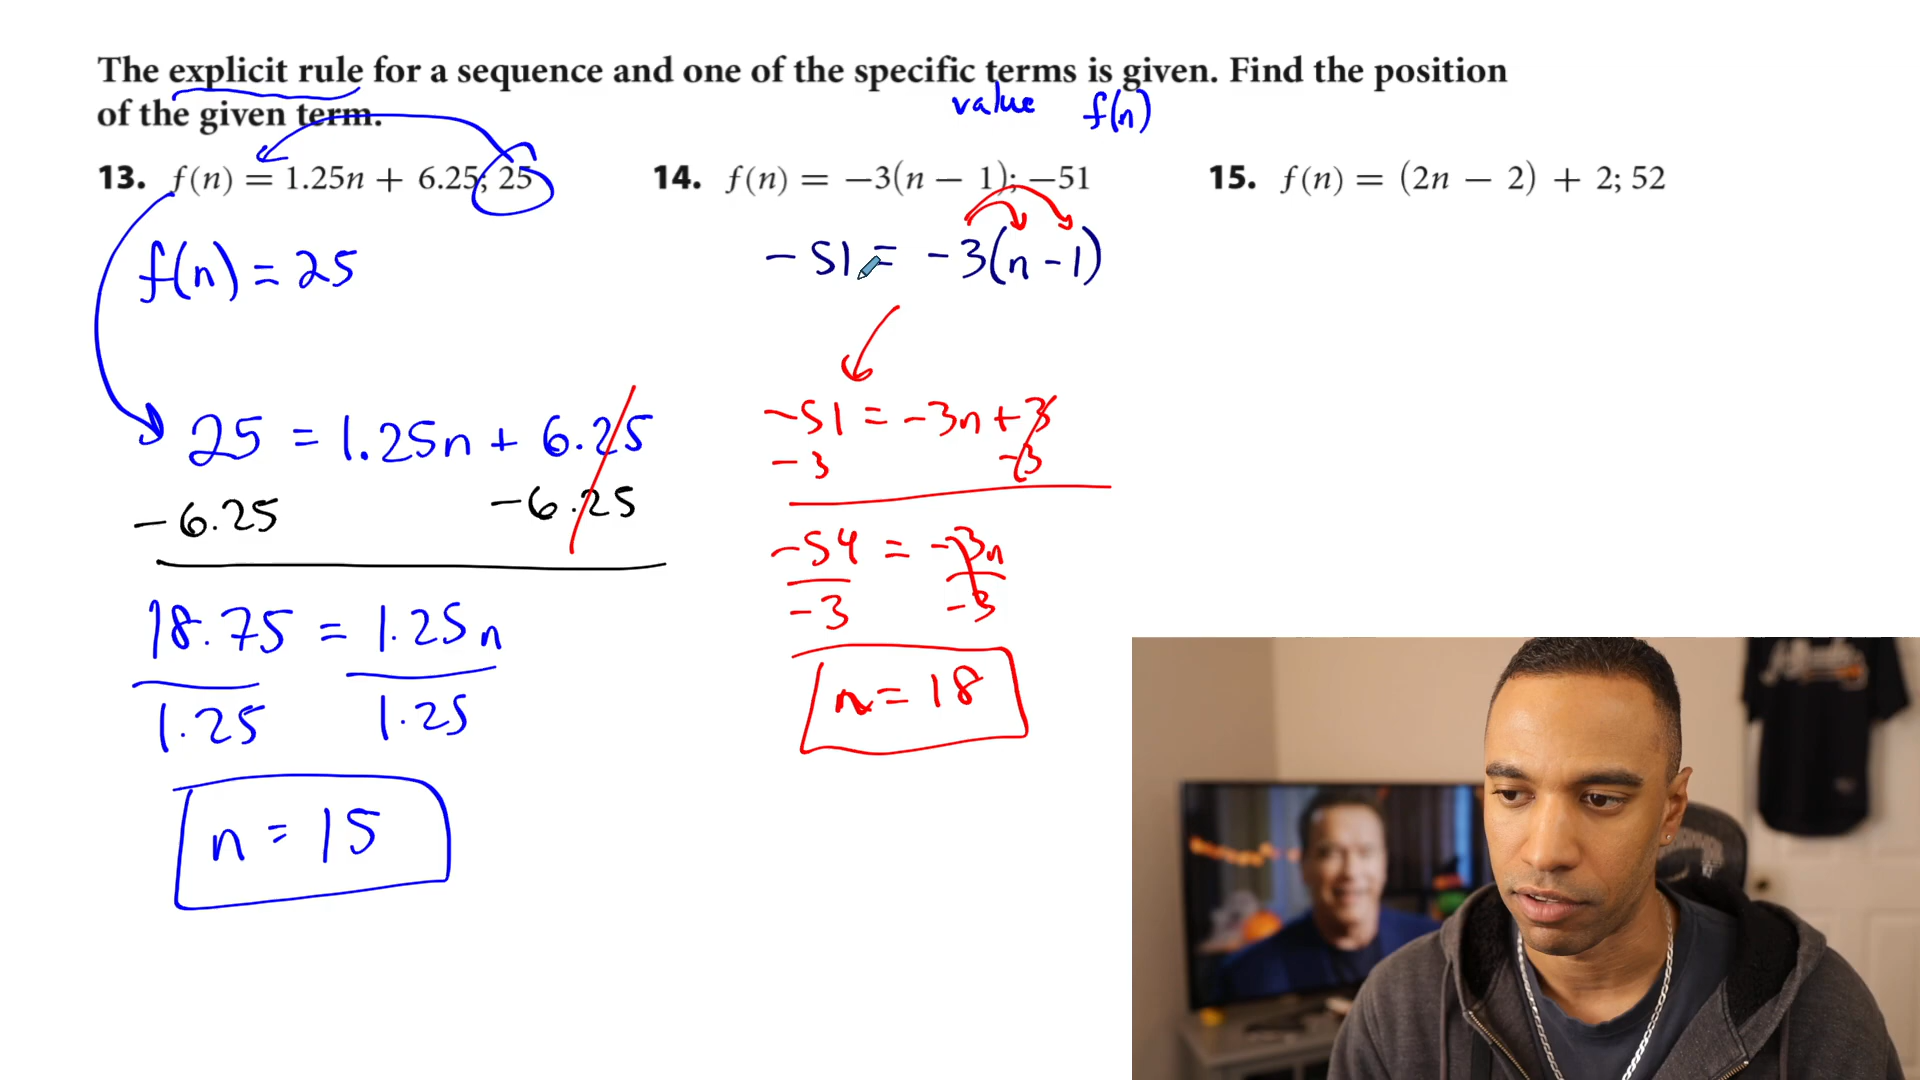 The explicit rule for a sequence and one of the specific terms is given. Find the position
of the given term.
value f(n)
13. f(n) = 1.25n + 6.25; 25
14. f(n) = −3(n − 1); −51
15. f(n) = (2n − 2) + 2; 52
f(n) = 25
25 = 1.25n + 6.25
−6.25 −6.25
18.75 = 1.25n
1.25 1.25
n = 15
−51 = −3(n −1)
−51 = −3n + 3
−3 −3
−54 = −3n
−3 −3
n = 18